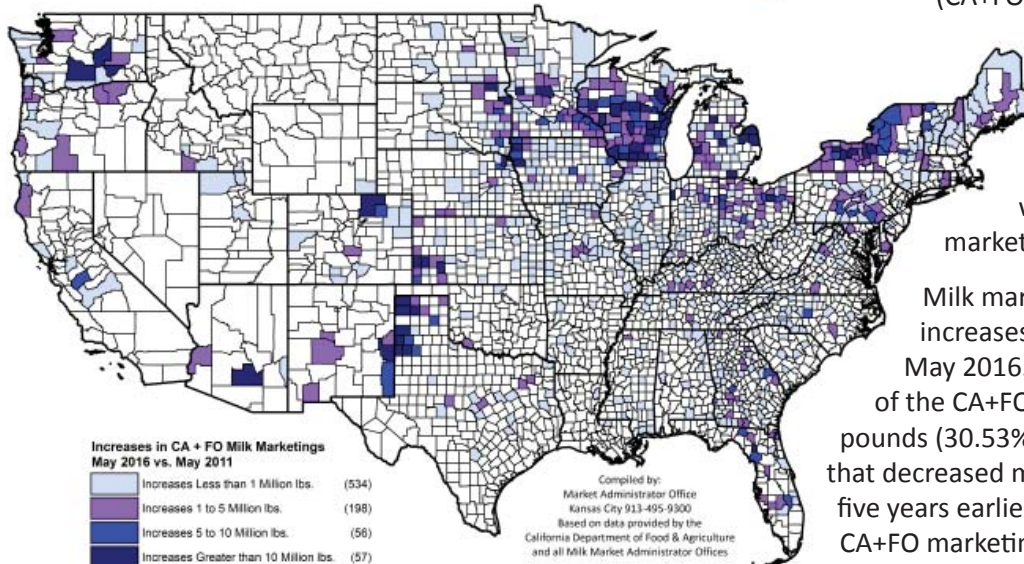 (CA+FO
market
Milk mar
increases
May 2016.
of the CA+FO
pounds (30.53%
that decreased m
five years earlie
CA+FO marketin
Increases in CA + FO Milk Marketings
May 2016 vs. May 2011
Increases Less than 1 Million lbs. (534)
Increases 1 to 5 Million lbs. (198)
Increases 5 to 10 Million lbs. (56)
Increases Greater than 10 Million lbs. (57)
Compiled by:
Market Administrator Office
Kansas City 913-495-9300
Based on data provided by the
California Department of Food & Agriculture
and all Milk Market Administrator Offices